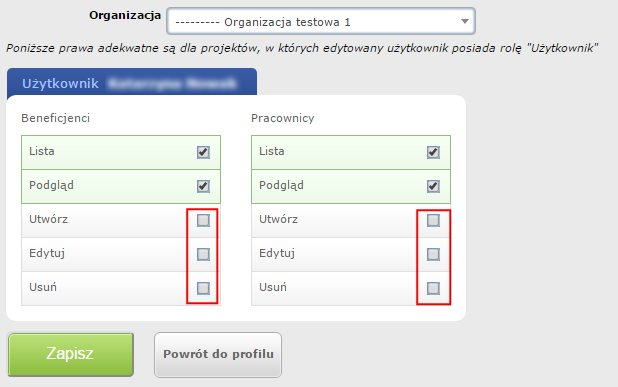 Organizacja
--------- Organizacja testowa 1
Poniższe prawa adekwatne są dla projektów, w których edytowany użytkownik posiada rolę "Użytkownik"
Użytkownik
Beneficjenci Pracownicy
Lista Lista
Podgląd Podgląd
Utwórz Utwórz
Edytuj Edytuj
Usuń Usuń
Zapisz Powrót do profilu